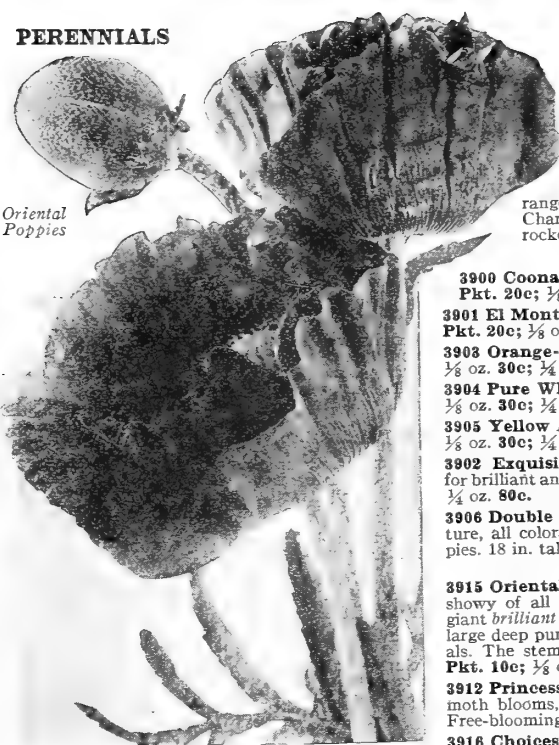 PERENNIALS
Oriental
Poppies
rang
Char
rock
3900 Coona
Pkt. 20c; ⅛
3901 El Mont
Pkt. 20c; ⅛ o
3903 Orange-
⅛ oz. 30c; ¼
3904 Pure Wh
⅛ oz. 30c; ¼
3905 Yellow
⅛ oz. 30c; ¼
3902 Exquisi
for brilliant an
¼ oz. 80c.
3906 Double
ture, all color
pies. 18 in. tal
3915 Orienta
showy of all
giant brilliant
large deep pur
als. The stem
Pkt. 10c; ⅛
3912 Princess
moth blooms,
Free-blooming
3916 Choices